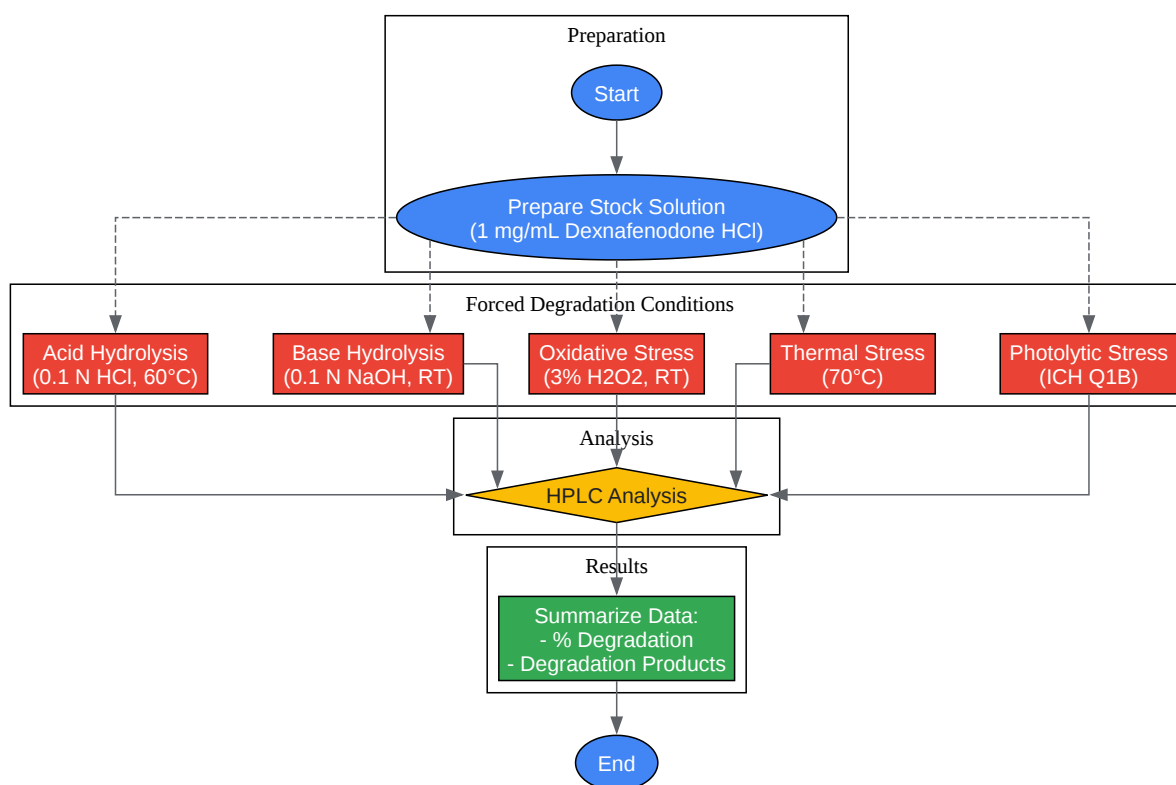 Preparation
Start
Prepare Stock Solution
(1 mg/mL Dexnafenodone HCl)
Forced Degradation Conditions
Acid Hydrolysis
(0.1 N HCl, 60°C)
Base Hydrolysis
(0.1 N NaOH, RT)
Oxidative Stress
(3% H2O2, RT)
Thermal Stress
(70°C)
Photolytic Stress
(ICH Q1B)
Analysis
HPLC Analysis
Results
Summarize Data:
- % Degradation
- Degradation Products
End